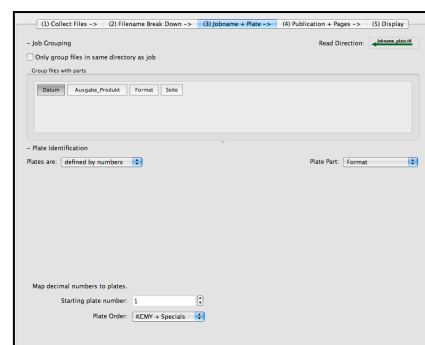 (1) Collect Files -> (2) Filename Break Down -> (3) Jobname + Plate -> (4) Publication + Pages -> (5) Display
– Job Grouping
Read Direction: Jobname_plate.tif
Only group files in same directory as job
Group files with parts
Datum Ausgabe_Produkt Format Seite
– Plate Identification
Plates are: defined by numbers Plate Part: Format
Map decimal numbers to plates.
Starting plate number: 1
Plate Order: KCMY + Specials